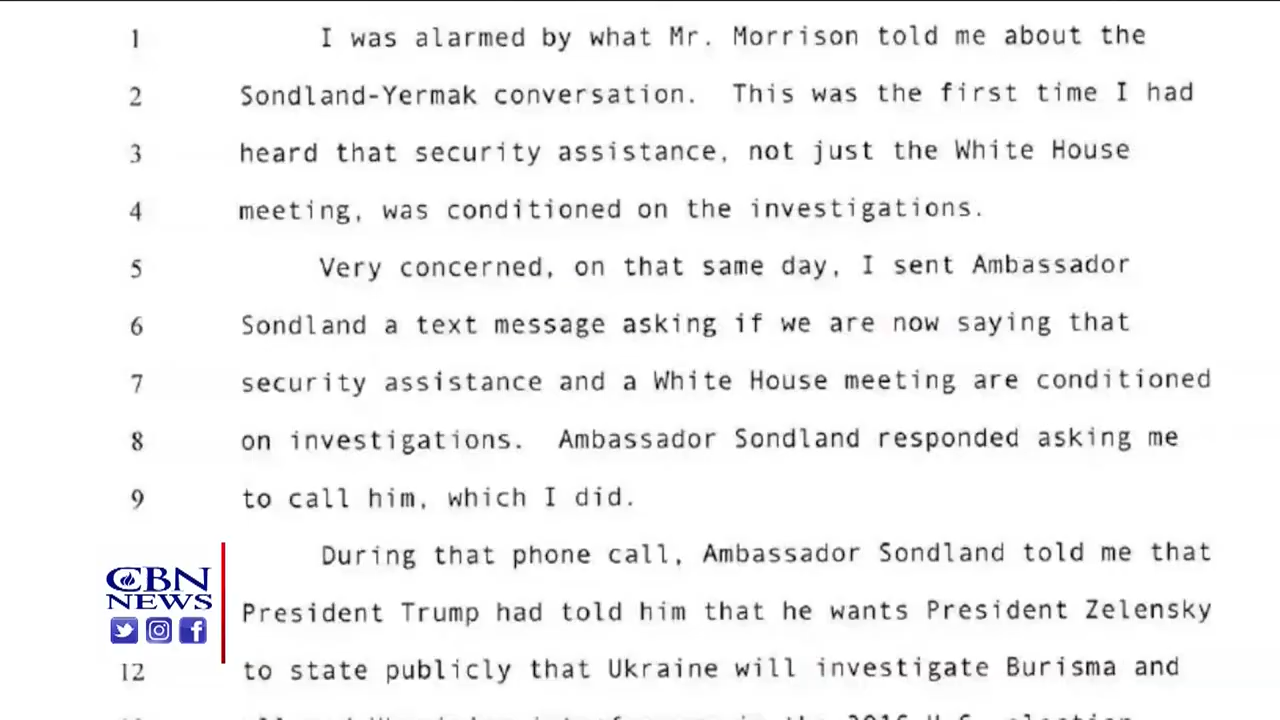 1 I was alarmed by what Mr. Morrison told me about the
2 Sondland-Yermak conversation. This was the first time I had
3 heard that security assistance, not just the White House
4 meeting, was conditioned on the investigations.
5 Very concerned, on that same day, I sent Ambassador
6 Sondland a text message asking if we are now saying that
7 security assistance and a White House meeting are conditioned
8 on investigations. Ambassador Sondland responded asking me
9 to call him, which I did.
During that phone call, Ambassador Sondland told me that
President Trump had told him that he wants President Zelensky
12 to state publicly that Ukraine will investigate Burisma and
in the 2016 U.S. election
CBN
NEWS